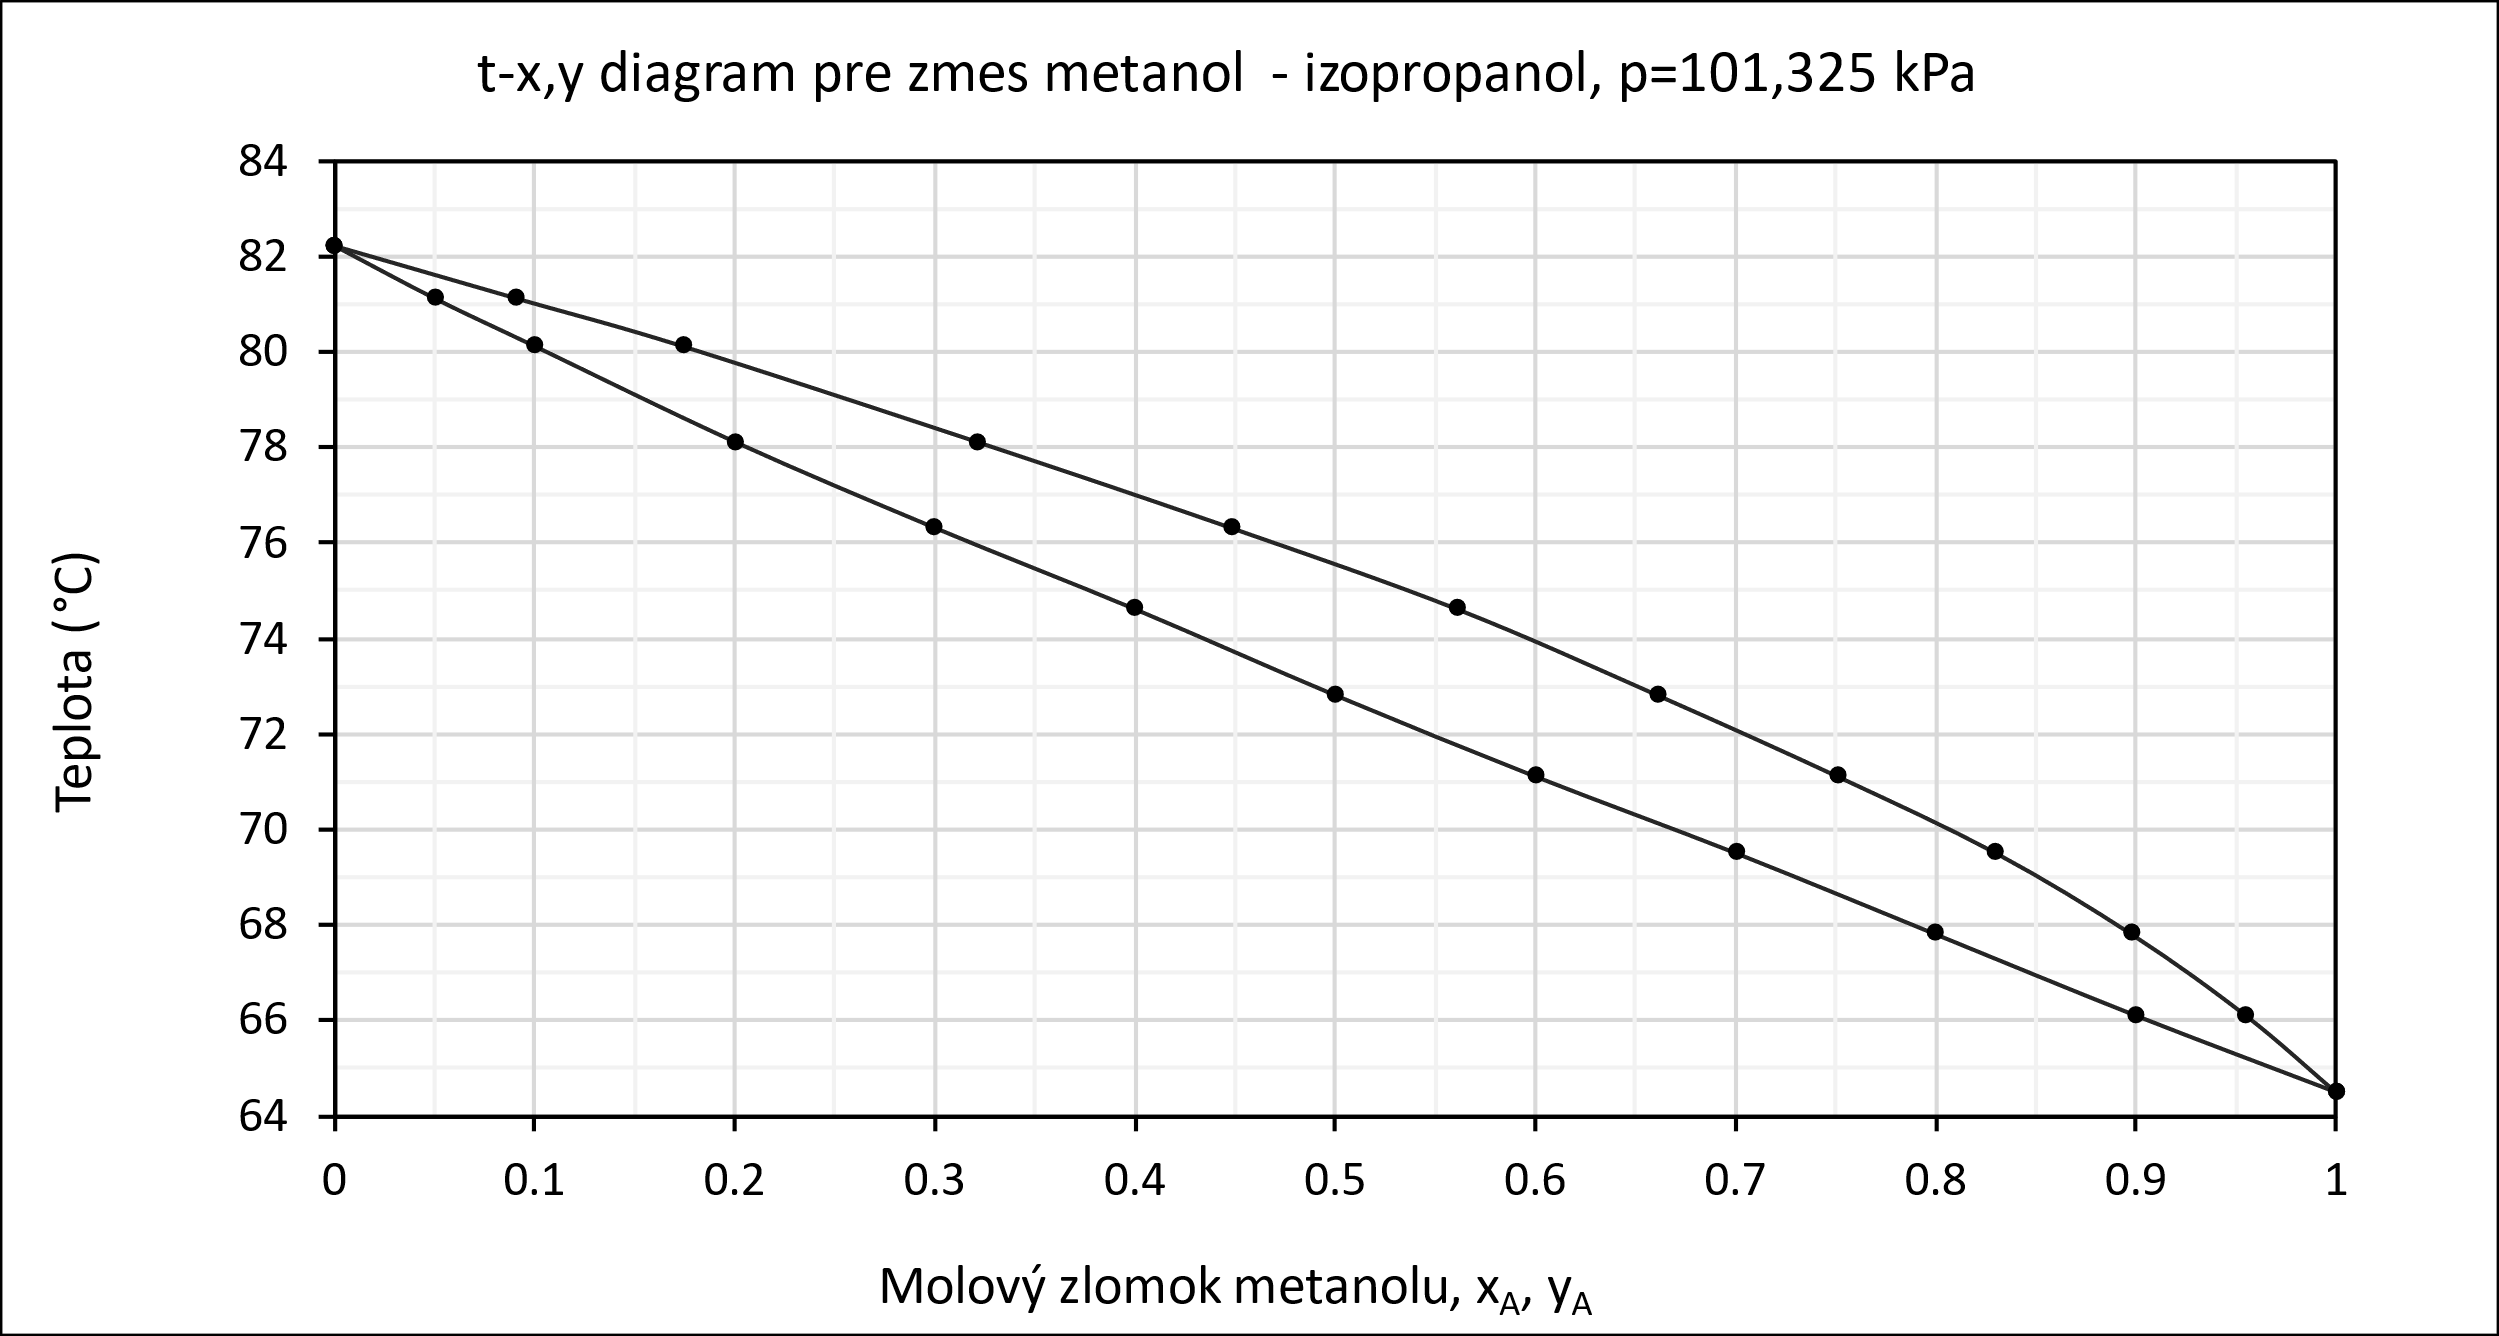 t-x,y diagram pre zmes metanol - izopropanol, p=101,325 kPa
84
82
80
78
76
74
72
70
68
66
64
Teplota (°C)
0 0.1 0.2 0.3 0.4 0.5 0.6 0.7 0.8 0.9 1
Molový zlomok metanolu, xA, yA